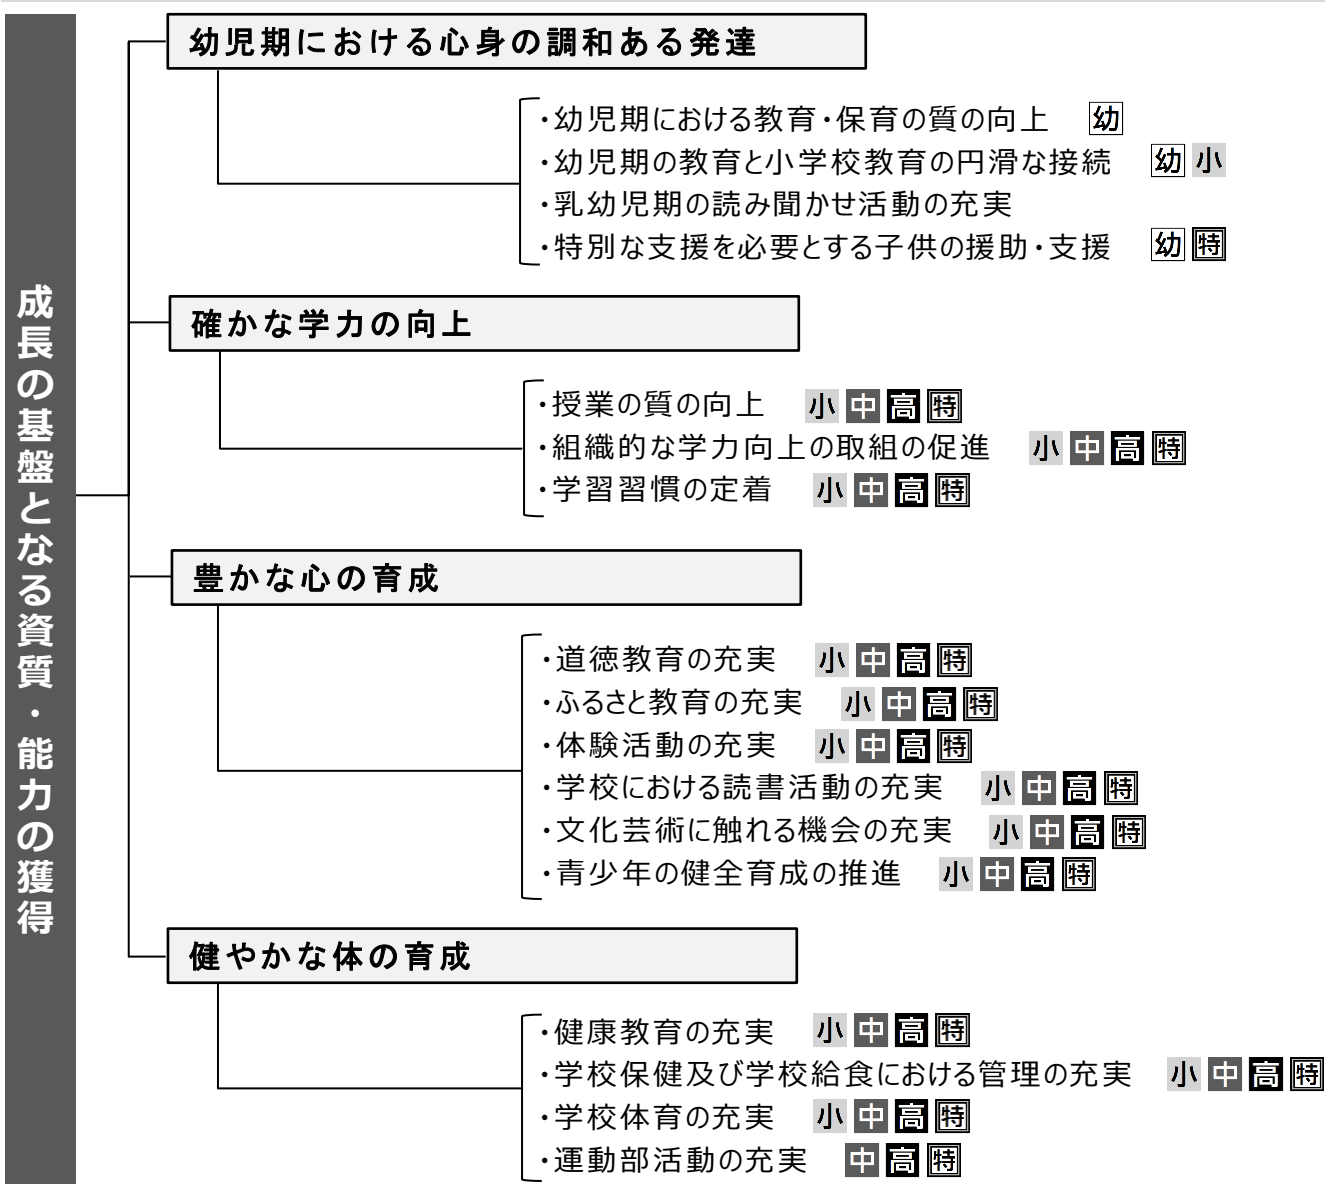 成長の基盤となる資質・能力の獲得
幼児期における心身の調和ある発達
・幼児期における教育・保育の質の向上 幼
・幼児期の教育と小学校教育の円滑な接続 幼 小
・乳幼児期の読み聞かせ活動の充実
・特別な支援を必要とする子供の援助・支援 幼 特
確かな学力の向上
・授業の質の向上 小 中 高 特
・組織的な学力向上の取組の促進 小 中 高 特
・学習習慣の定着 小 中 高 特
豊かな心の育成
・道徳教育の充実 小 中 高 特
・ふるさと教育の充実 小 中 高 特
・体験活動の充実 小 中 高 特
・学校における読書活動の充実 小 中 高 特
・文化芸術に触れる機会の充実 小 中 高 特
・青少年の健全育成の推進 小 中 高 特
健やかな体の育成
・健康教育の充実 小 中 高 特
・学校保健及び学校給食における管理の充実 小 中 高 特
・学校体育の充実 小 中 高 特
・運動部活動の充実 中 高 特